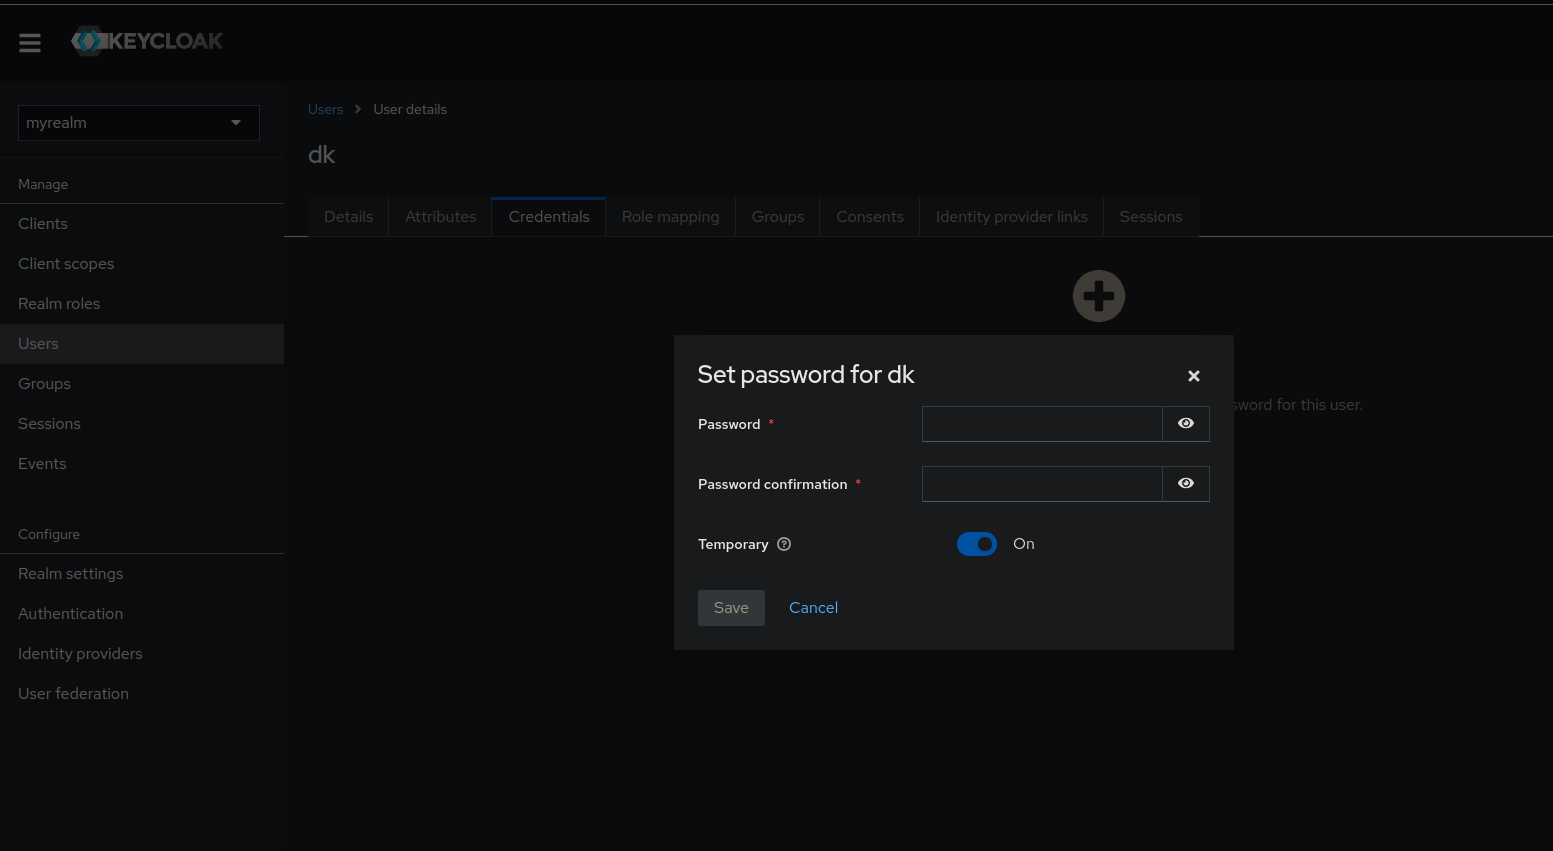 KEYCLOAK
myrealm
Manage
Clients
Client scopes
Realm roles
Users
Groups
Sessions
Events
Configure
Realm settings
Authentication
Identity providers
User federation
Users > User details
dk
Details Attributes Credentials Role mapping Groups Consents Identity provider links Sessions
for this user.
Set password for dk
Password *
Password confirmation *
Temporary On
Save Cancel